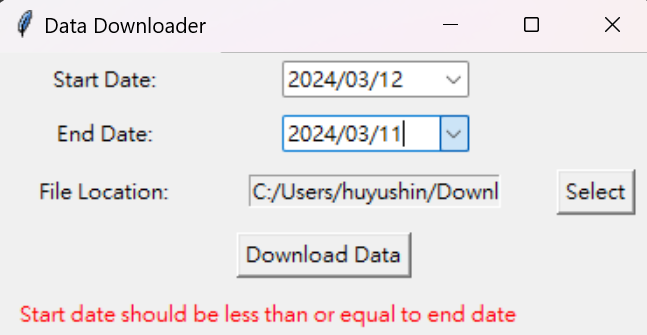 Data Downloader
Start Date: 2024/03/12
End Date: 2024/03/11
File Location: C:/Users/huyushin/Downl Select
Download Data
Start date should be less than or equal to end date